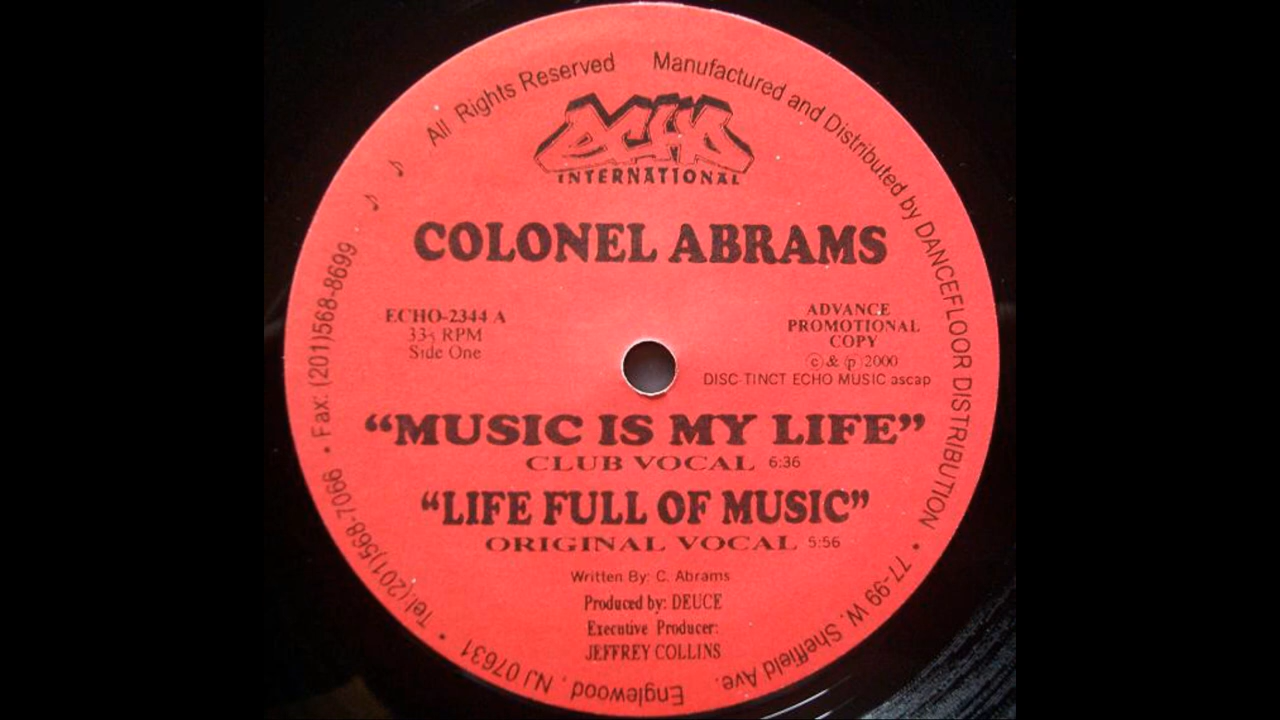 All Rights Reserved
Manufactured and Distributed by DANCEFLOOR DISTRIBUTION • 77-99 W. Sheffield Ave. Englewood, NJ 07631 • Tel:(201)568-7066 • Fax: (201)568-8699
ECHO
INTERNATIONAL
COLONEL ABRAMS
ECHO-2344 A
33⅓ RPM
Side One
ADVANCE
PROMOTIONAL
COPY
© & ℗ 2000
DISC-TINCT ECHO MUSIC ascap
“MUSIC IS MY LIFE”
CLUB VOCAL 6:36
“LIFE FULL OF MUSIC”
ORIGINAL VOCAL 5:56
Written By: C. Abrams
Produced by: DEUCE
Executive Producer:
JEFFREY COLLINS